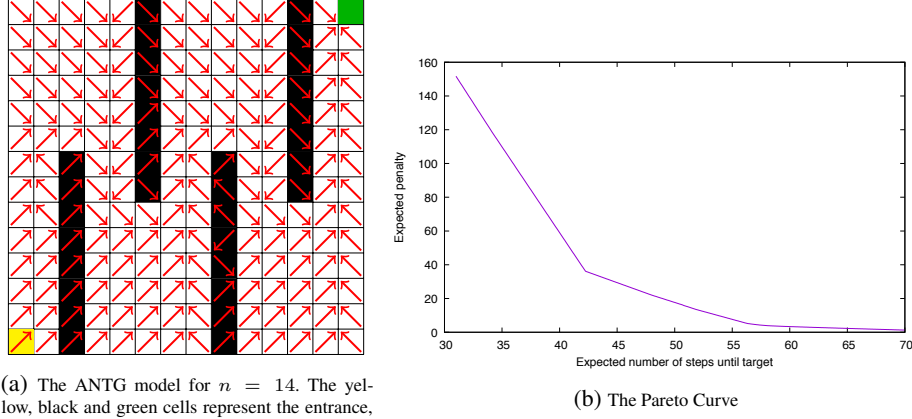 160
140
120
100
80
60
40
20
0
Expected penalty
30 35 40 45 50 55 60 65 70
Expected number of steps until target
(a) The ANTG model for n = 14. The yel-
low, black and green cells represent the entrance,
(b) The Pareto Curve